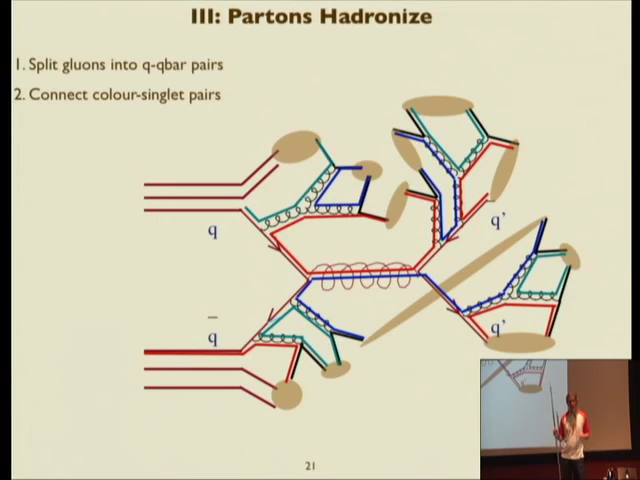 III: Partons Hadronize
1. Split gluons into q-qbar pairs
2. Connect colour-singlet pairs
q
q'
q̅
q'
21